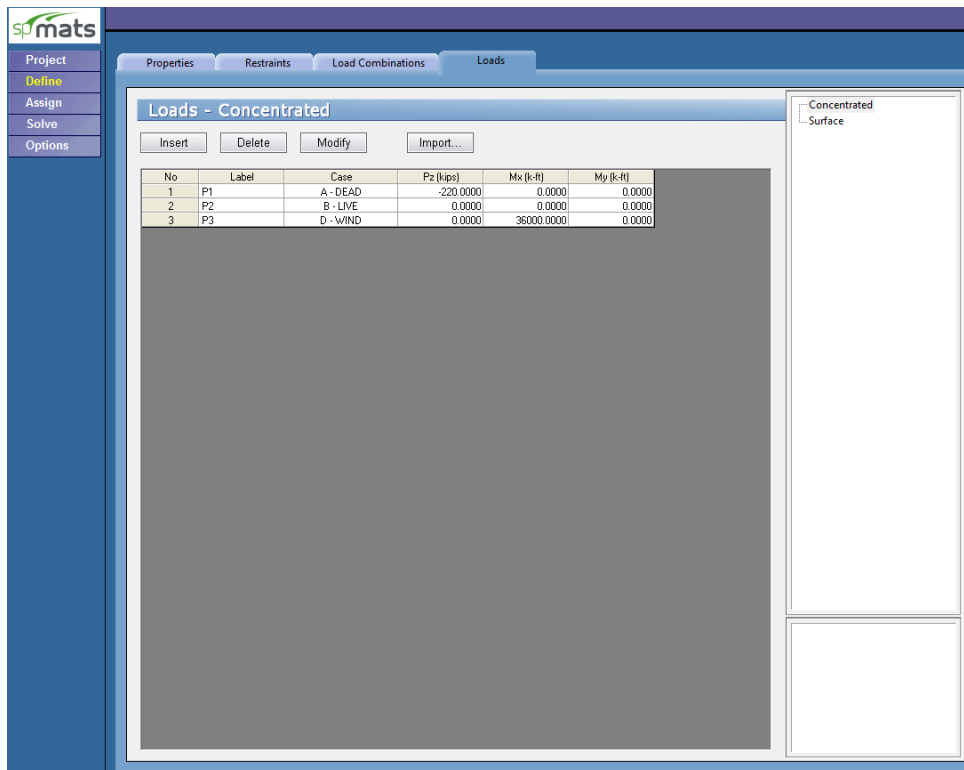 spmats
Project
Define
Assign
Solve
Options
Properties Restraints Load Combinations Loads
Loads - Concentrated
Insert Delete Modify Import...
No Label Case Pz (kips) Mx (k-ft) My (k-ft)
1 P1 A - DEAD -220.0000 0.0000 0.0000
2 P2 B - LIVE 0.0000 0.0000 0.0000
3 P3 D - WIND 0.0000 36000.0000 0.0000
Concentrated
Surface